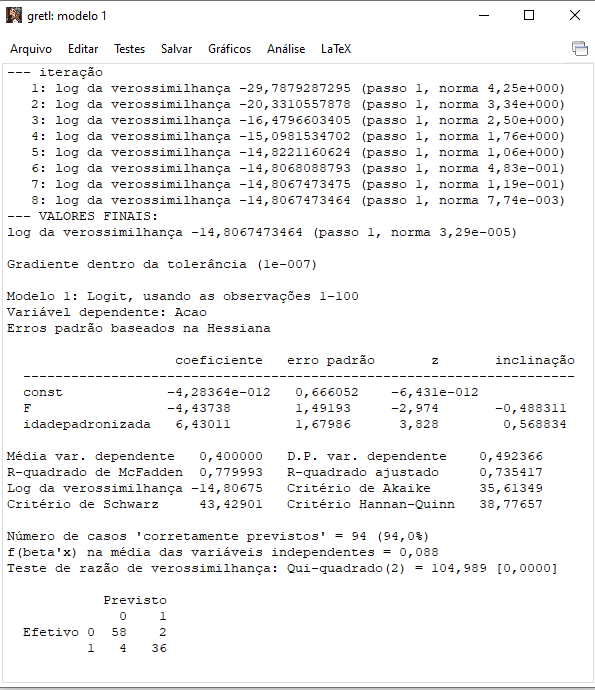 gretl: modelo 1
Arquivo Editar Testes Salvar Gráficos Análise LaTeX
--- iteração
1: log da verossimilhança -29,7879287295 (passo 1, norma 4,25e+000)
2: log da verossimilhança -20,3310557878 (passo 1, norma 3,34e+000)
3: log da verossimilhança -16,4796603405 (passo 1, norma 2,50e+000)
4: log da verossimilhança -15,0981534702 (passo 1, norma 1,76e+000)
5: log da verossimilhança -14,8221160624 (passo 1, norma 1,06e+000)
6: log da verossimilhança -14,8068088793 (passo 1, norma 4,83e-001)
7: log da verossimilhança -14,8067473475 (passo 1, norma 1,19e-001)
8: log da verossimilhança -14,8067473464 (passo 1, norma 7,74e-003)
--- VALORES FINAIS:
log da verossimilhança -14,8067473464 (passo 1, norma 3,29e-005)
Gradiente dentro da tolerância (1e-007)
Modelo 1: Logit, usando as observações 1-100
Variável dependente: Acao
Erros padrão baseados na Hessiana
coeficiente erro padrão z inclinação
----------------------------------------------------------------------
const -4,28364e-012 0,666052 -6,431e-012
F -4,43738 1,49193 -2,974 -0,488311
idadepadronizada 6,43011 1,67986 3,828 0,568834
Média var. dependente 0,400000 D.P. var. dependente 0,492366
R-quadrado de McFadden 0,779993 R-quadrado ajustado 0,735417
Log da verossimilhança -14,80675 Critério de Akaike 35,61349
Critério de Schwarz 43,42901 Critério Hannan-Quinn 38,77657
Número de casos 'corretamente previstos' = 94 (94,0%)
f(beta'x) na média das variáveis independentes = 0,088
Teste de razão de verossimilhança: Qui-quadrado(2) = 104,989 [0,0000]
Previsto
0 1
Efetivo 0 58 2
1 4 36